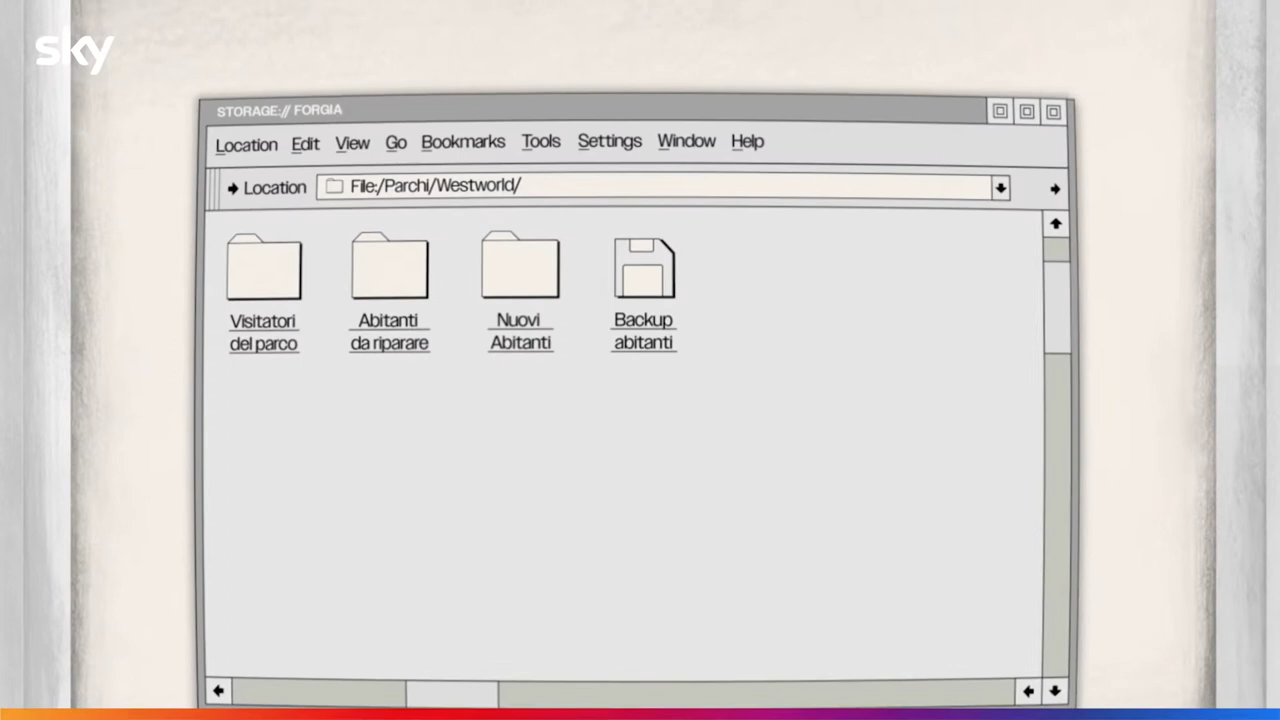 sky
STORAGE:// FORGIA
Location Edit View Go Bookmarks Tools Settings Window Help
Location File:/Parchi/Westworld/
Visitatori
del parco
Abitanti
da riparare
Nuovi
Abitanti
Backup
abitanti